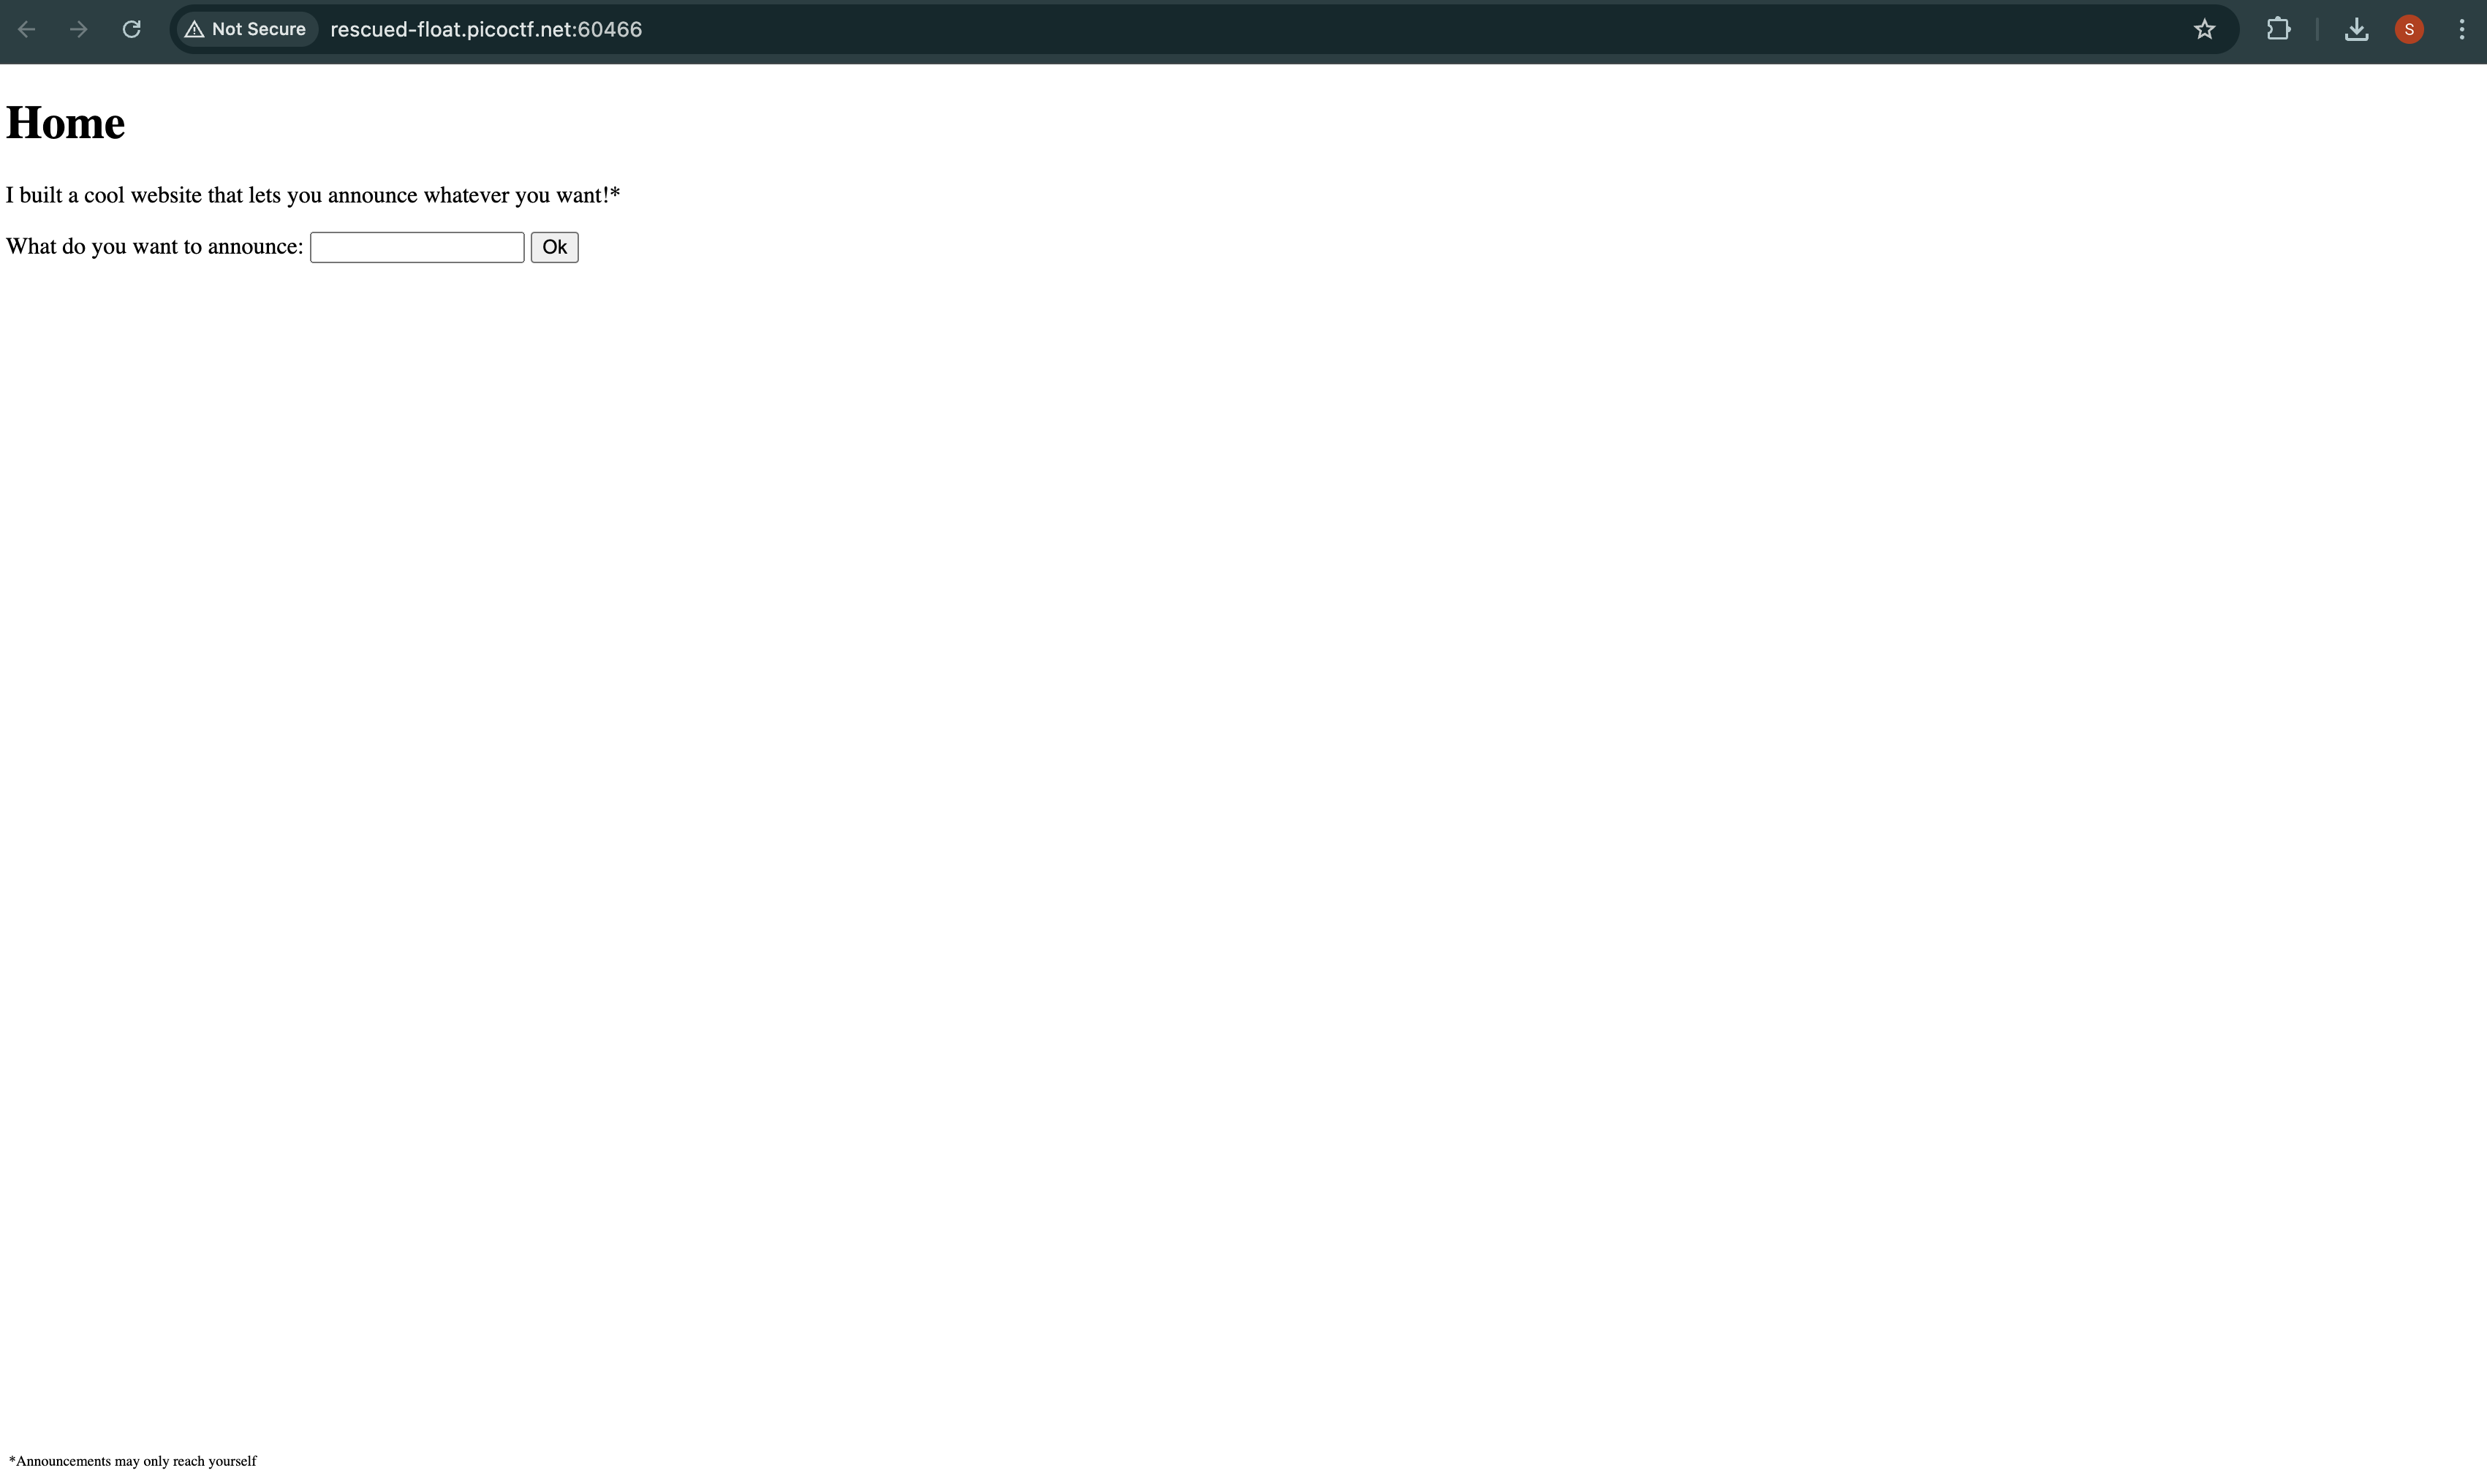 Not Secure rescued-float.picoctf.net:60466 S
Home
I built a cool website that lets you announce whatever you want!*
What do you want to announce: Ok
*Announcements may only reach yourself